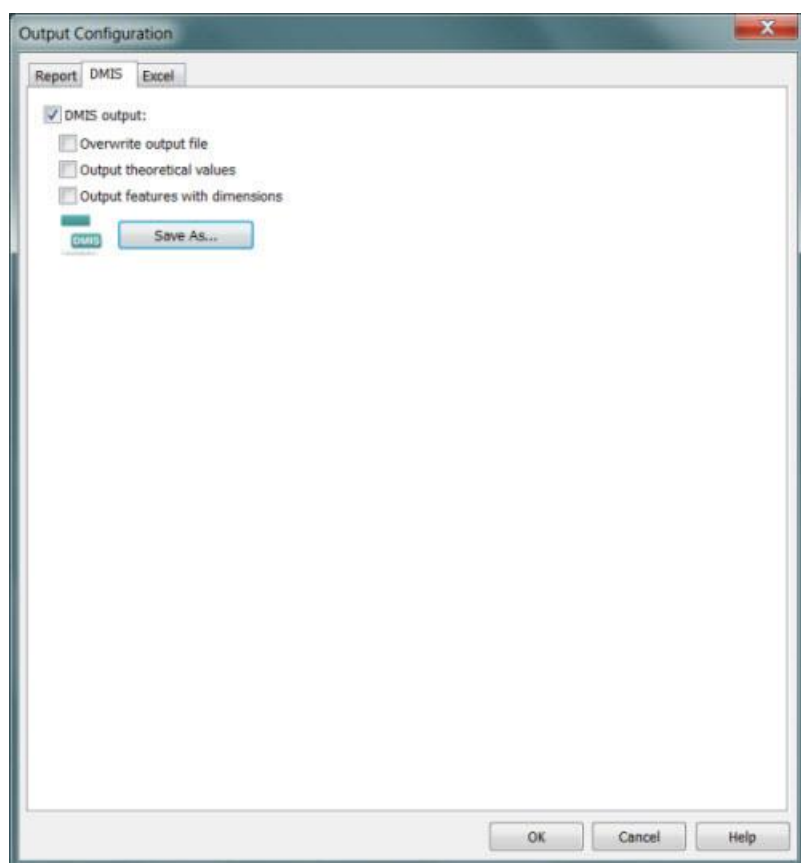 Output Configuration
Report DMIS Excel
DMIS output:
Overwrite output file
Output theoretical values
Output features with dimensions
DMIS Save As...
OK Cancel Help